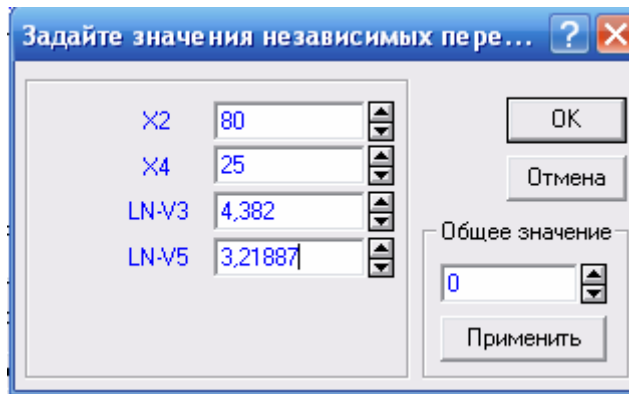 Задайте значения независимых пере...
X2 80
X4 25
LN-V3 4,382
LN-V5 3,21887
OK
Отмена
Общее значение
0
Применить